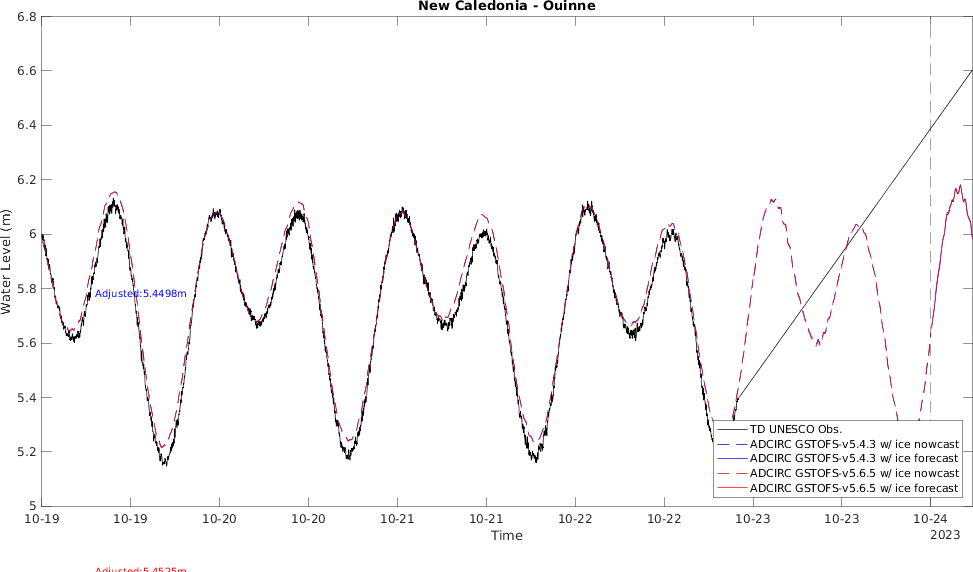 New Caledonia - Ouinne
6.8
6.6
6.4
6.2
6
5.8
5.6
5.4
5.2
5
Water Level (m)
Adjusted:5.4498m
TD UNESCO Obs.
ADCIRC GSTOFS-v5.4.3 w/ ice nowcast
ADCIRC GSTOFS-v5.4.3 w/ ice forecast
ADCIRC GSTOFS-v5.6.5 w/ ice nowcast
ADCIRC GSTOFS-v5.6.5 w/ ice forecast
10-19 10-19 10-20 10-20 10-21 10-21 10-22 10-22 10-23 10-23 10-24
2023
Time
Adjusted:5.4525m